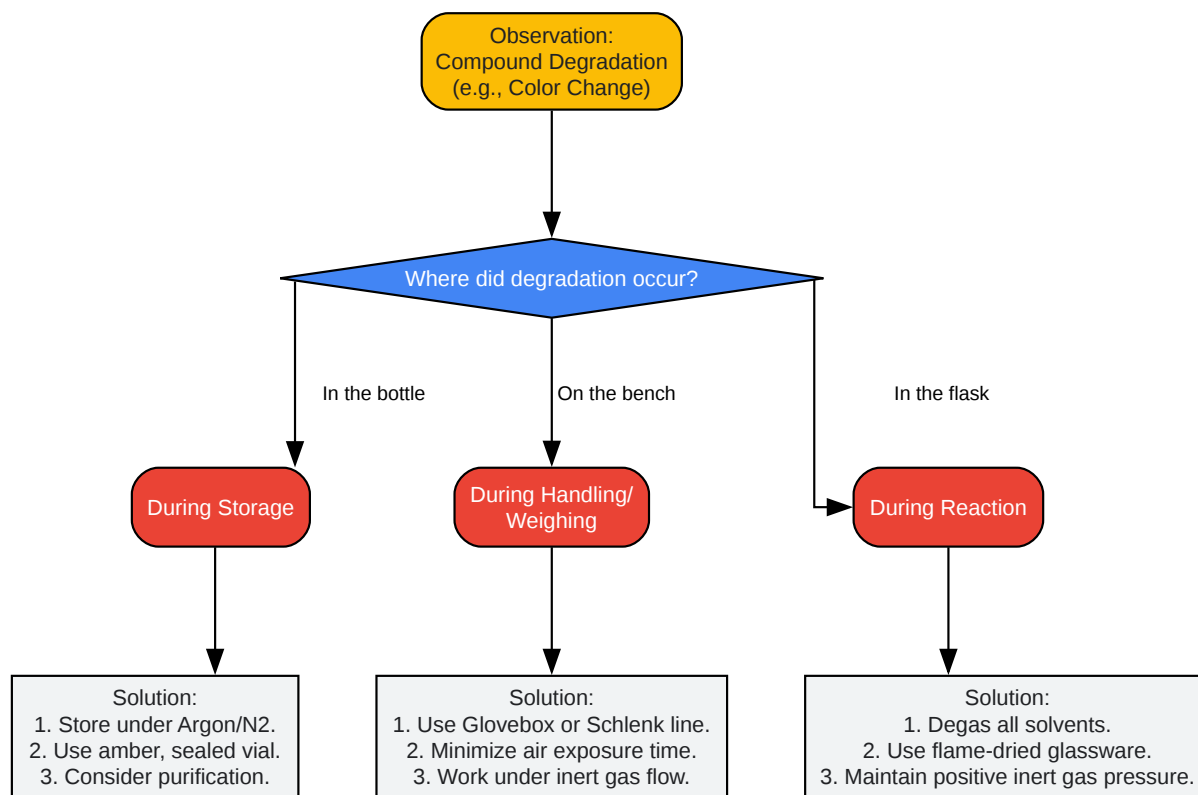 Observation:
Compound Degradation
(e.g., Color Change)
Where did degradation occur?
In the bottle
On the bench
In the flask
During Storage
During Handling/
Weighing
During Reaction
Solution:
1. Store under Argon/N2.
2. Use amber, sealed vial.
3. Consider purification.
Solution:
1. Use Glovebox or Schlenk line.
2. Minimize air exposure time.
3. Work under inert gas flow.
Solution:
1. Degas all solvents.
2. Use flame-dried glassware.
3. Maintain positive inert gas pressure.